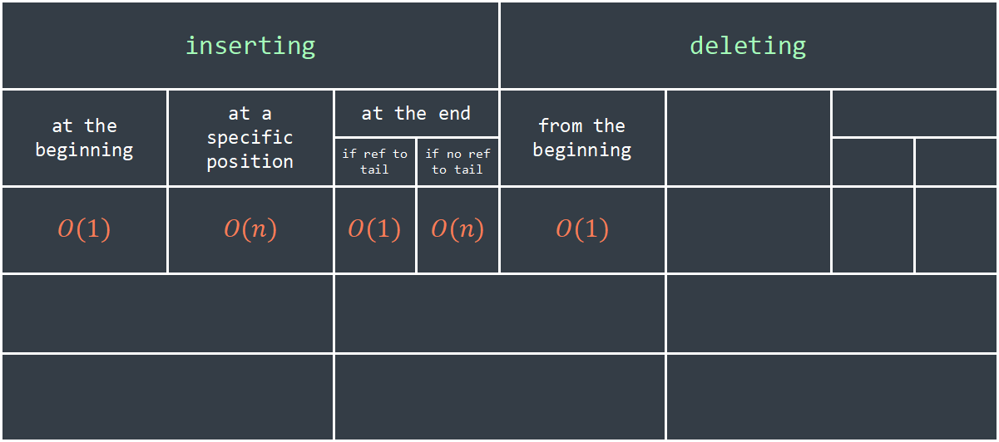 inserting
deleting
at the
beginning
at a
specific
position
at the end
if ref to
tail
if no ref
to tail
from the
beginning
O(1)
O(n)
O(1)
O(n)
O(1)